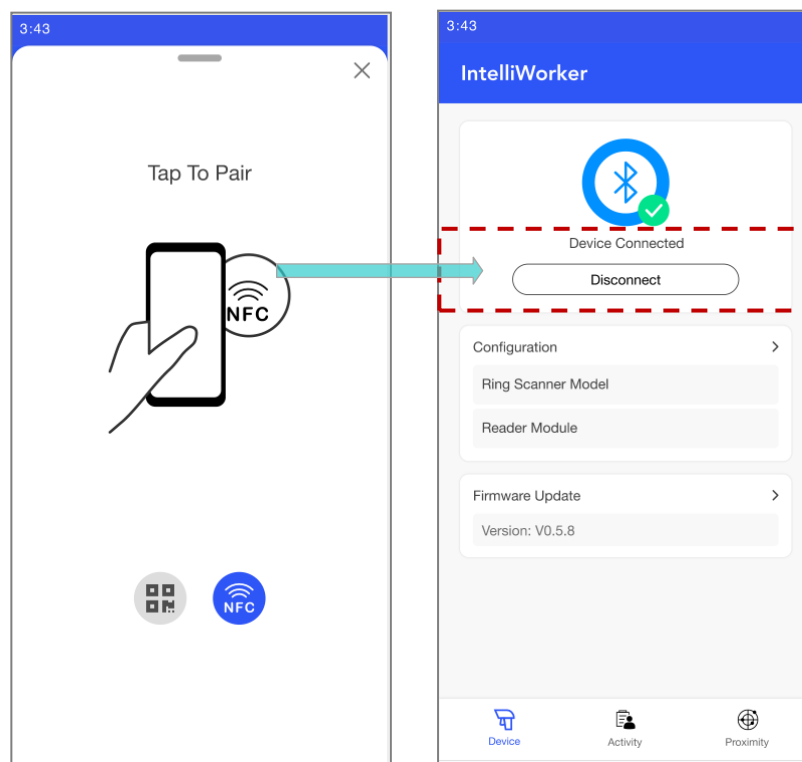 3:43
Tap To Pair
NFC
NFC
3:43
IntelliWorker
Device Connected
Disconnect
Configuration
Ring Scanner Model
Reader Module
Firmware Update
Version: V0.5.8
Device
Activity
Proximity